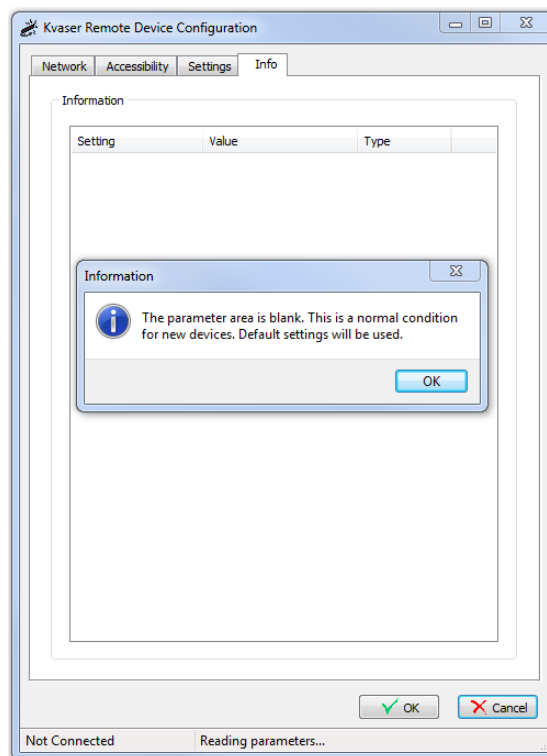 Kvaser Remote Device Configuration
Network Accessibility Settings Info
Information
Setting Value Type
Information
The parameter area is blank. This is a normal condition
for new devices. Default settings will be used.
OK
OK Cancel
Not Connected Reading parameters...